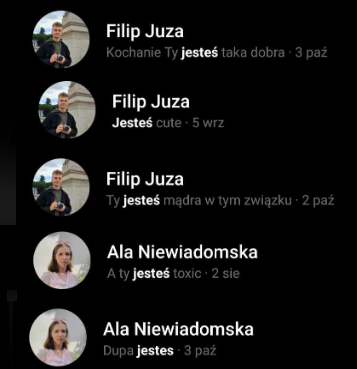 Filip Juza
Kochanie Ty jesteś taka dobra · 3 paź
Filip Juza
Jesteś cute · 5 wrz
Filip Juza
Ty jesteś mądra w tym związku · 2 paź
Ala Niewiadomska
A ty jesteś toxic · 2 sie
Ala Niewiadomska
Dupa jestes · 3 paź